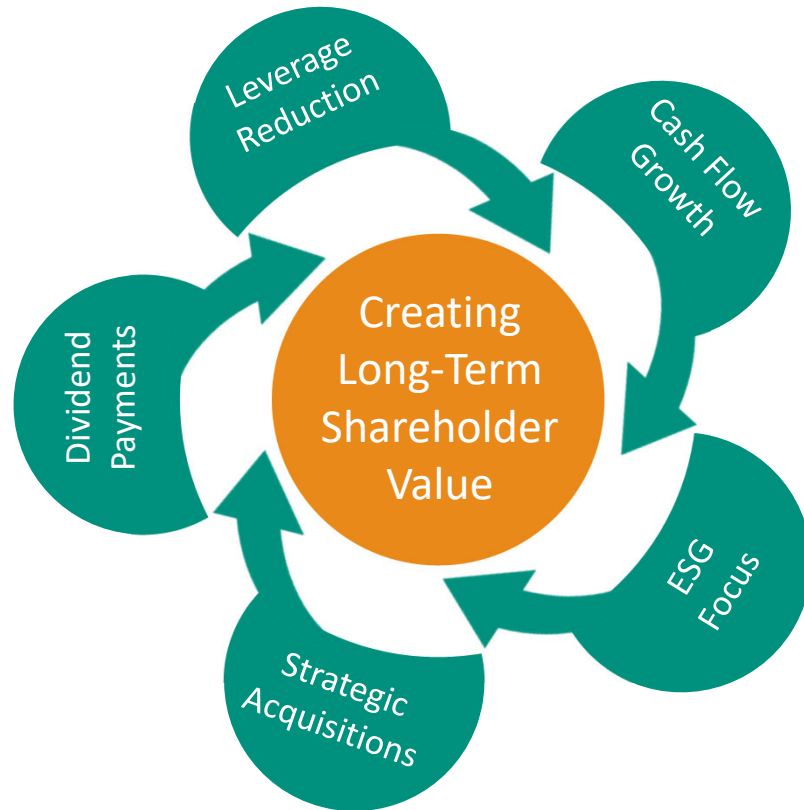 Leverage
Reduction
Cash Flow
Growth
Creating
Long-Term
Shareholder
Value
Dividend
Payments
ESG
Focus
Strategic
Acquisitions